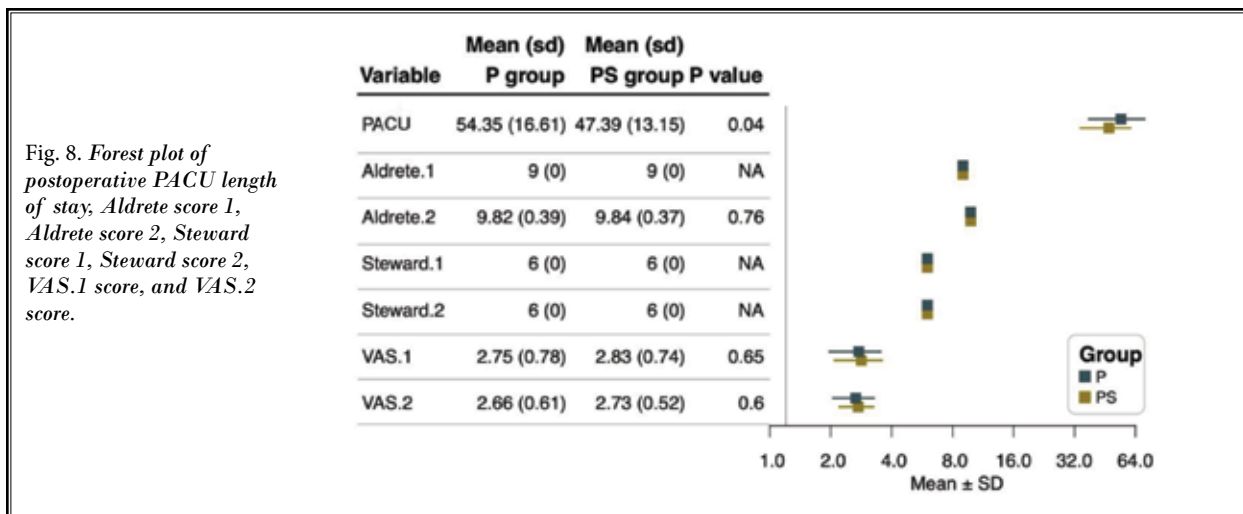 Fig. 8. Forest plot of
postoperative PACU length
of stay, Aldrete score 1,
Aldrete score 2, Steward
score 1, Steward score 2,
VAS.1 score, and VAS.2
score.
Mean (sd) Mean (sd)
Variable P group PS group P value
PACU 54.35 (16.61) 47.39 (13.15) 0.04
Aldrete.1 9 (0) 9 (0) NA
Aldrete.2 9.82 (0.39) 9.84 (0.37) 0.76
Steward.1 6 (0) 6 (0) NA
Steward.2 6 (0) 6 (0) NA
VAS.1 2.75 (0.78) 2.83 (0.74) 0.65
VAS.2 2.66 (0.61) 2.73 (0.52) 0.6
Group
P
PS
1.0 2.0 4.0 8.0 16.0 32.0 64.0
Mean ± SD